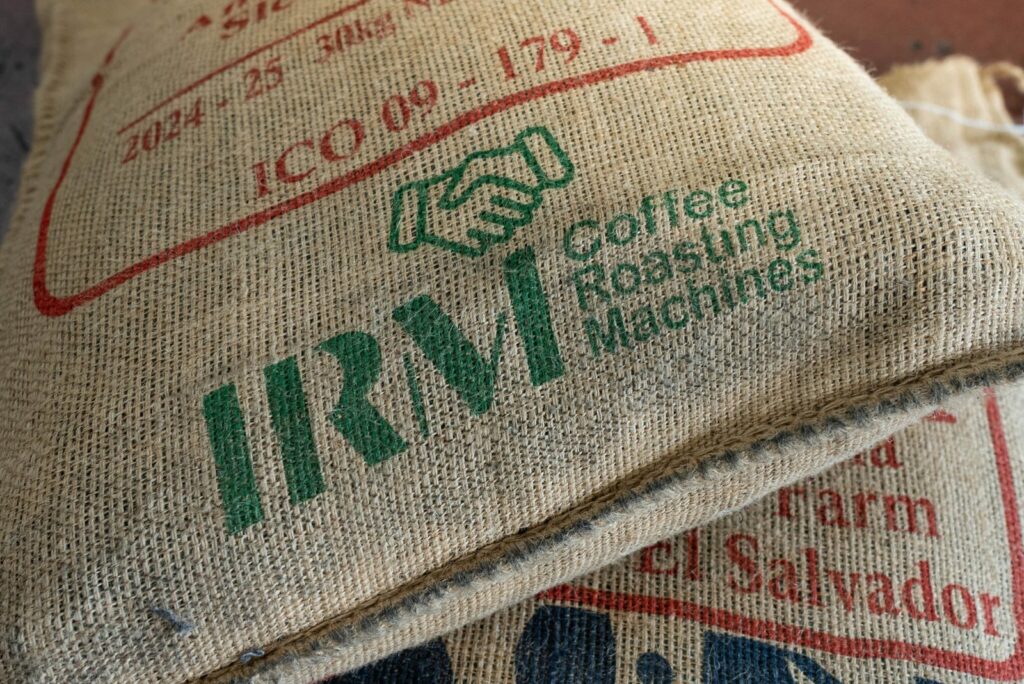 2024 - 25 30kg
ICO 09 - 179 - 1
IRM
Coffee
Roasting
Machines
Farm
El Salvador